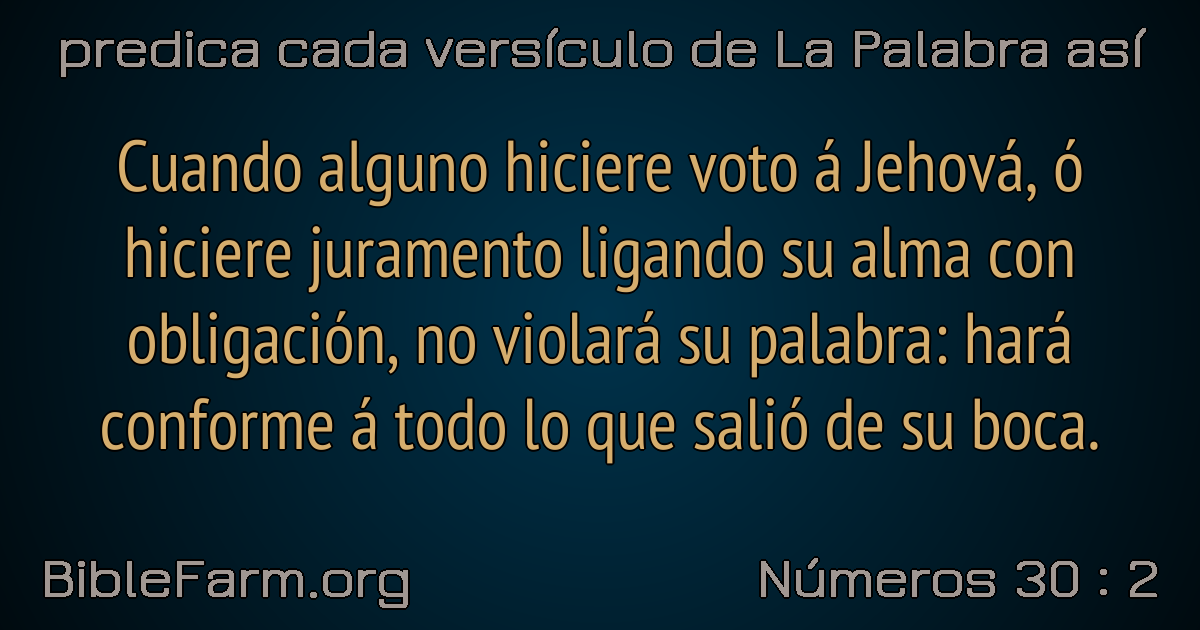 predica cada versículo de La Palabra así
Cuando alguno hiciere voto á Jehová, ó
hiciere juramento ligando su alma con
obligación, no violará su palabra: hará
conforme á todo lo que salió de su boca.
BibleFarm.org
Números 30 : 2